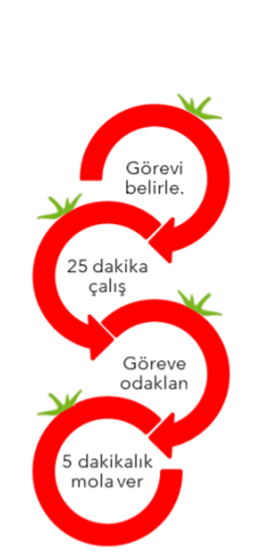 Görevi
belirle.
25 dakika
çalış
Göreve
odaklan
5 dakikalık
mola ver